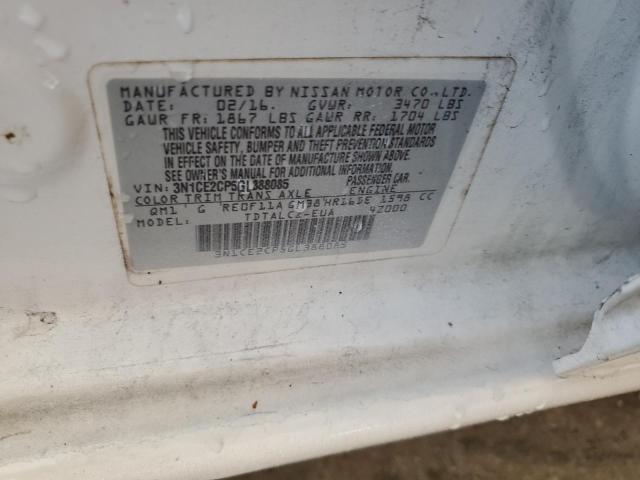 MANUFACTURED BY NISSAN MOTOR CO.,LTD.
DATE: 02/16. GVWR: 3470 LBS
GAWR FR: 1867 LBS GAWR RR: 1704 LBS
THIS VEHICLE CONFORMS TO ALL APPLICABLE FEDERAL MOTOR
VEHICLE SAFETY, BUMPER AND THEFT PREVENTION STANDARDS
IN EFFECT ON THE DATE OF MANUFACTURE SHOWN ABOVE.
SEE OWNER'S MANUAL FOR ADDITIONAL INFORMATION.
VIN: 3N1CE2CP5GL388085 PASSENGER CAR
COLOR TRIM TRANS AXLE ENGINE
QM1 G RE0F11A GM38 HR16DE 1598 CC
MODEL: TDTALCZ-EUA 42000
3N1CE2CP5GL388085